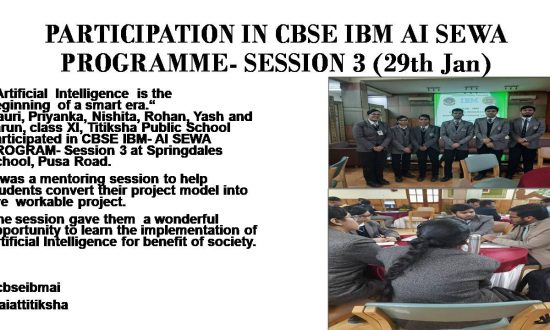 PARTICIPATION IN CBSE IBM AI SEWA
PROGRAMME- SESSION 3 (29th Jan)
Artificial Intelligence is the
eginning of a smart era.“
auri, Priyanka, Nishita, Rohan, Yash and
arun, class XI, Titiksha Public School
articipated in CBSE IBM- AI SEWA
ROGRAM- Session 3 at Springdales
chool, Pusa Road.
was a mentoring session to help
udents convert their project model into
ve workable project.
he session gave them a wonderful
pportunity to learn the implementation of
rtificial Intelligence for benefit of society.
cbseibmai
aiattitiksha
IBM